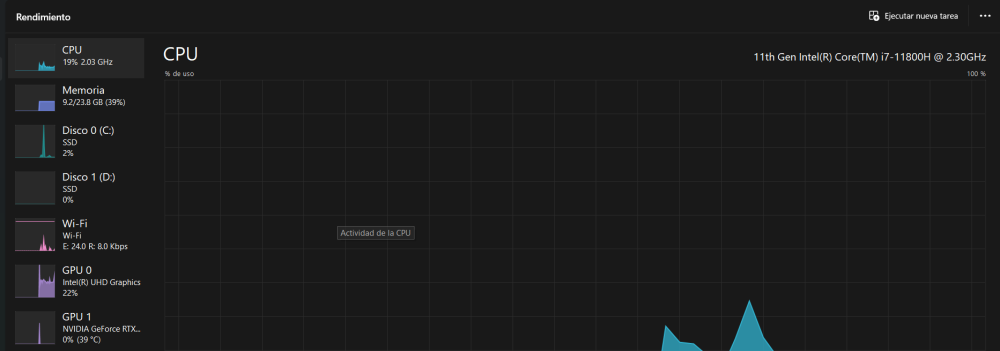 Rendimiento
Ejecutar nueva tarea
CPU
19% 2.03 GHz
Memoria
9.2/23.8 GB (39%)
Disco 0 (C:)
SSD
2%
Disco 1 (D:)
SSD
0%
Wi-Fi
Wi-Fi
E: 24.0 R: 8.0 Kbps
GPU 0
Intel(R) UHD Graphics
22%
GPU 1
NVIDIA GeForce RTX...
0% (39 °C)
CPU
11th Gen Intel(R) Core(TM) i7-11800H @ 2.30GHz
% de uso
100 %
Actividad de la CPU